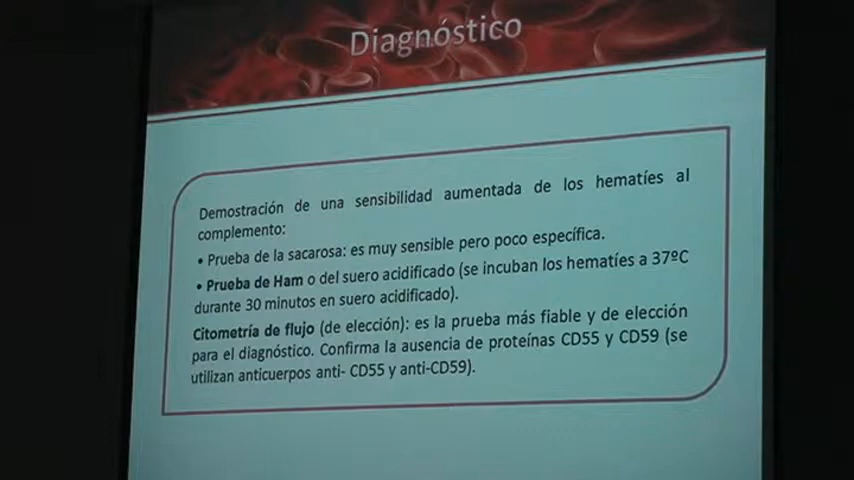 Diagnóstico
Demostración de una sensibilidad aumentada de los hematíes al
complemento:
• Prueba de la sacarosa: es muy sensible pero poco específica.
• Prueba de Ham o del suero acidificado (se incuban los hematíes a 37ºC
durante 30 minutos en suero acidificado).
Citometría de flujo (de elección): es la prueba más fiable y de elección
para el diagnóstico. Confirma la ausencia de proteínas CD55 y CD59 (se
utilizan anticuerpos anti- CD55 y anti-CD59).